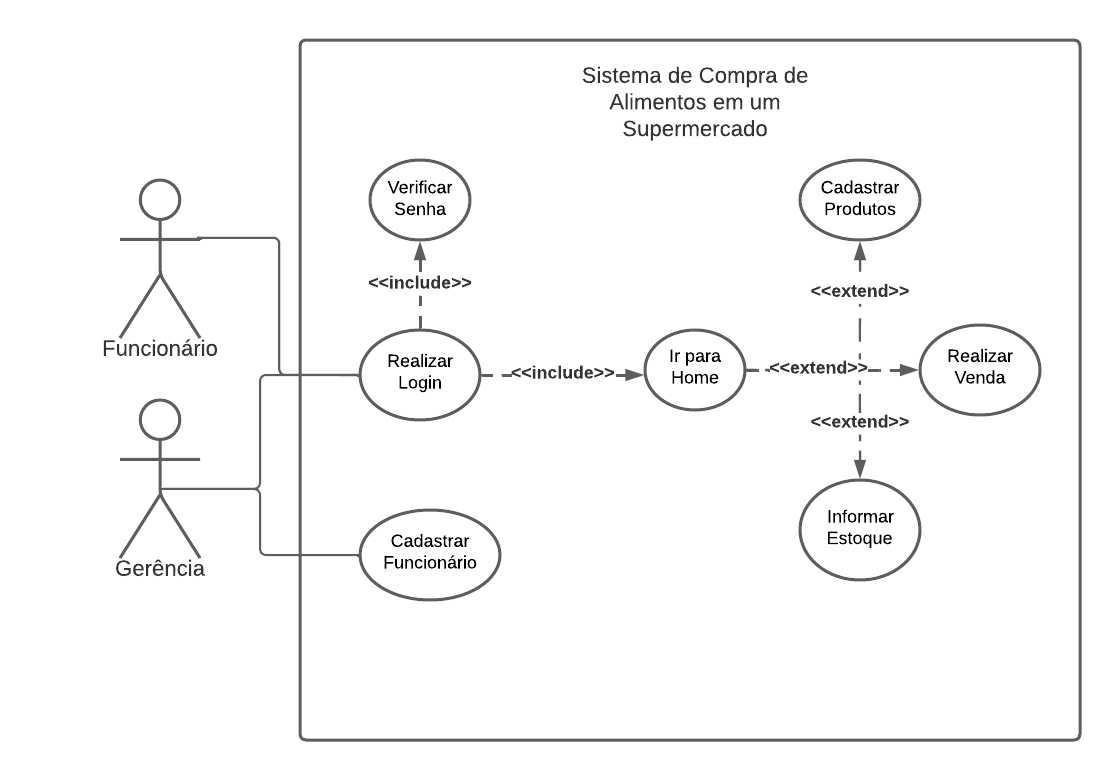 Sistema de Compra de
Alimentos em um
Supermercado
Verificar
Senha
Cadastrar
Produtos
<<include>>
<<extend>>
Funcionário
Realizar
Login
<<include>>
Ir para
Home
<<extend>>
Realizar
Venda
<<extend>>
Informar
Estoque
Cadastrar
Funcionário
Gerência